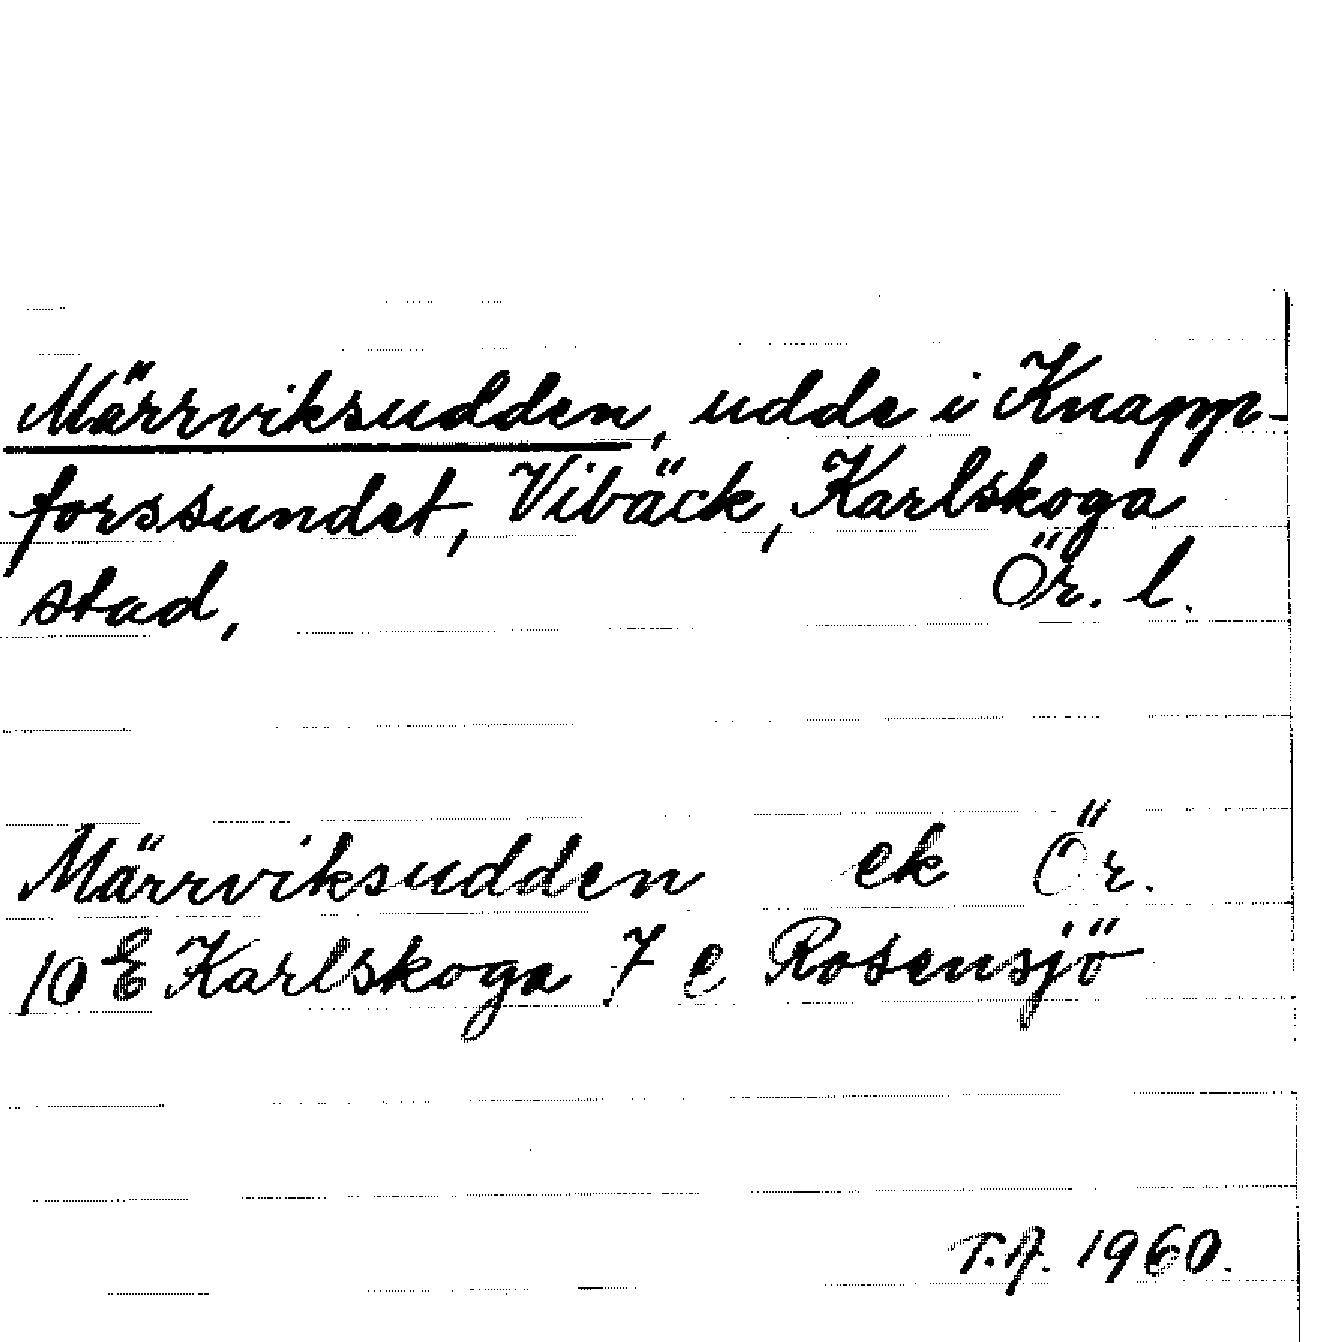 Märrviksudden, udde i Knapp-
forssundet, Vibäck, Karlskoga
stad, Ör. l.
Märrviksudden ek Ör.
10 E Karlskoga 7 e Rosensjö
T.A. 1960.